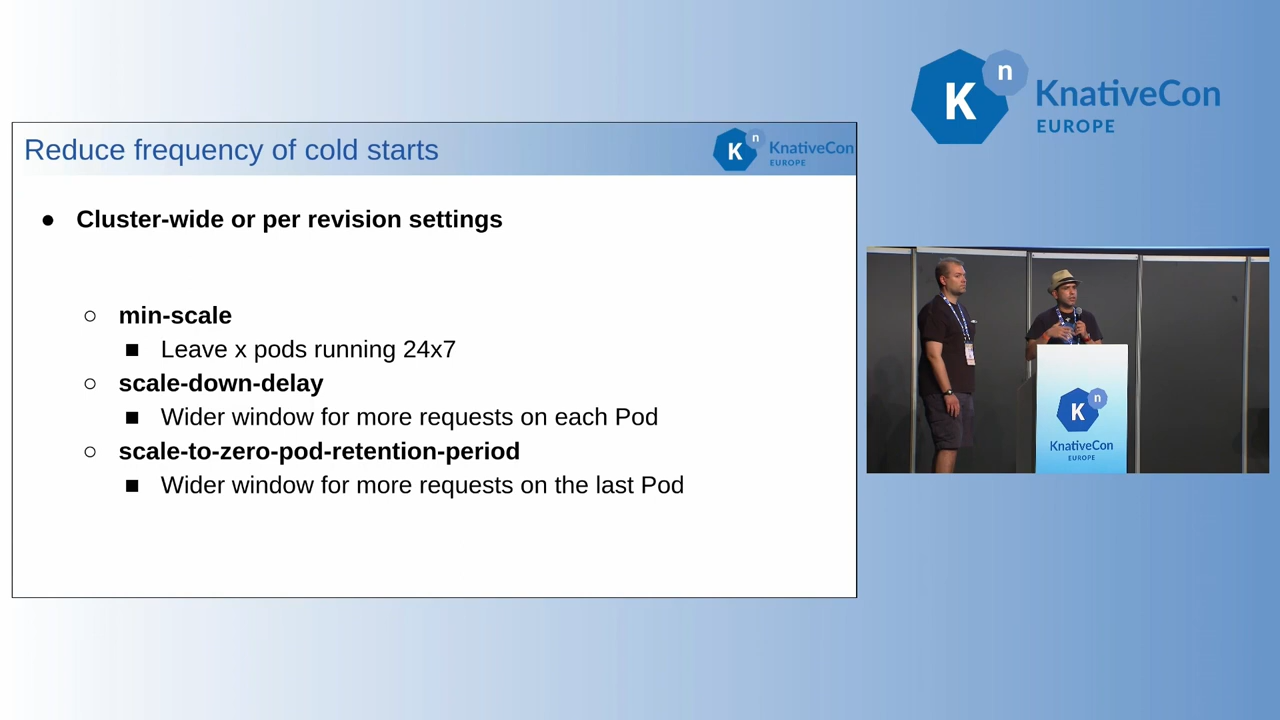 Reduce frequency of cold starts
K n KnativeCon
EUROPE
● Cluster-wide or per revision settings
○ min-scale
■ Leave x pods running 24x7
○ scale-down-delay
■ Wider window for more requests on each Pod
○ scale-to-zero-pod-retention-period
■ Wider window for more requests on the last Pod
K n KnativeCon
EUROPE
K n
KnativeCon
EUROPE